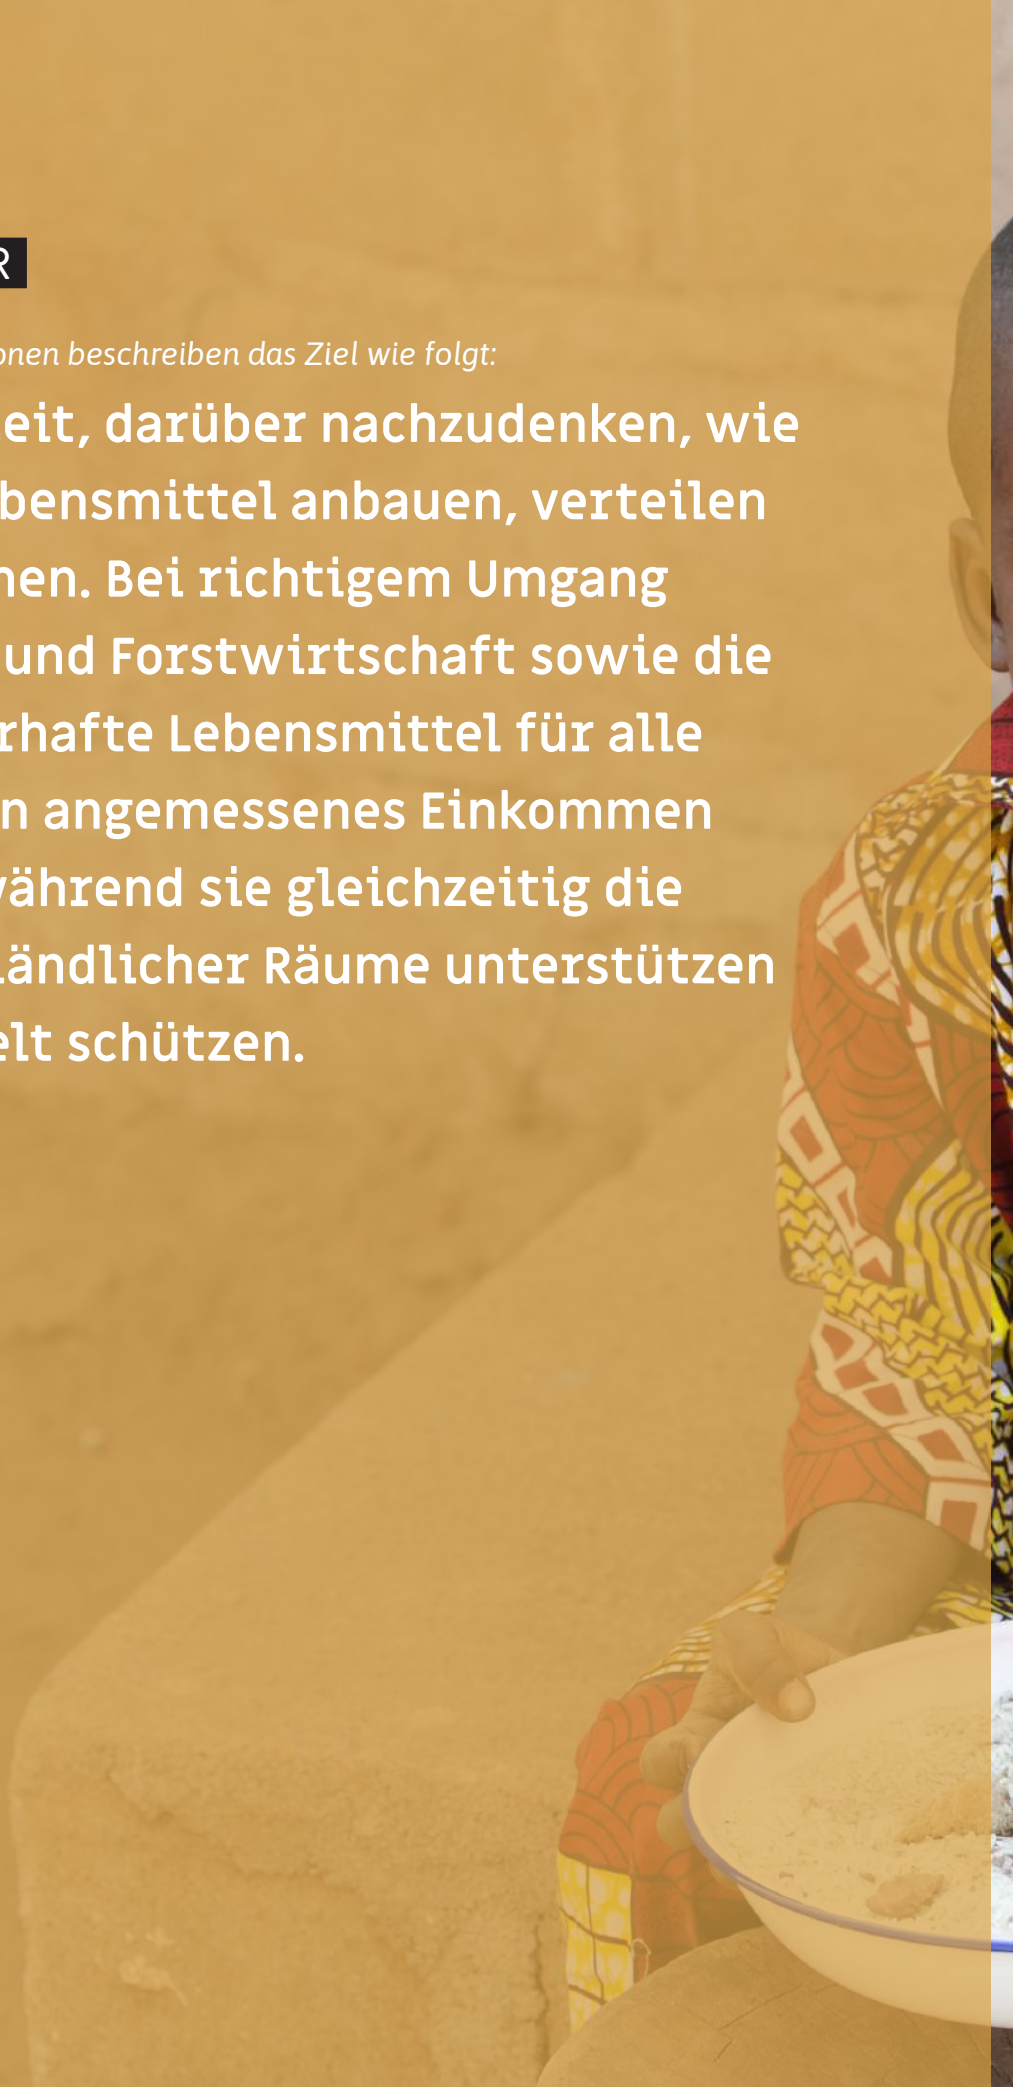 R
onen beschreiben das Ziel wie folgt:
eit, darüber nachzudenken, wie
bensmittel anbauen, verteilen
nen. Bei richtigem Umgang
und Forstwirtschaft sowie die
rhafte Lebensmittel für alle
n angemessenes Einkommen
während sie gleichzeitig die
ländlicher Räume unterstützen
elt schützen.